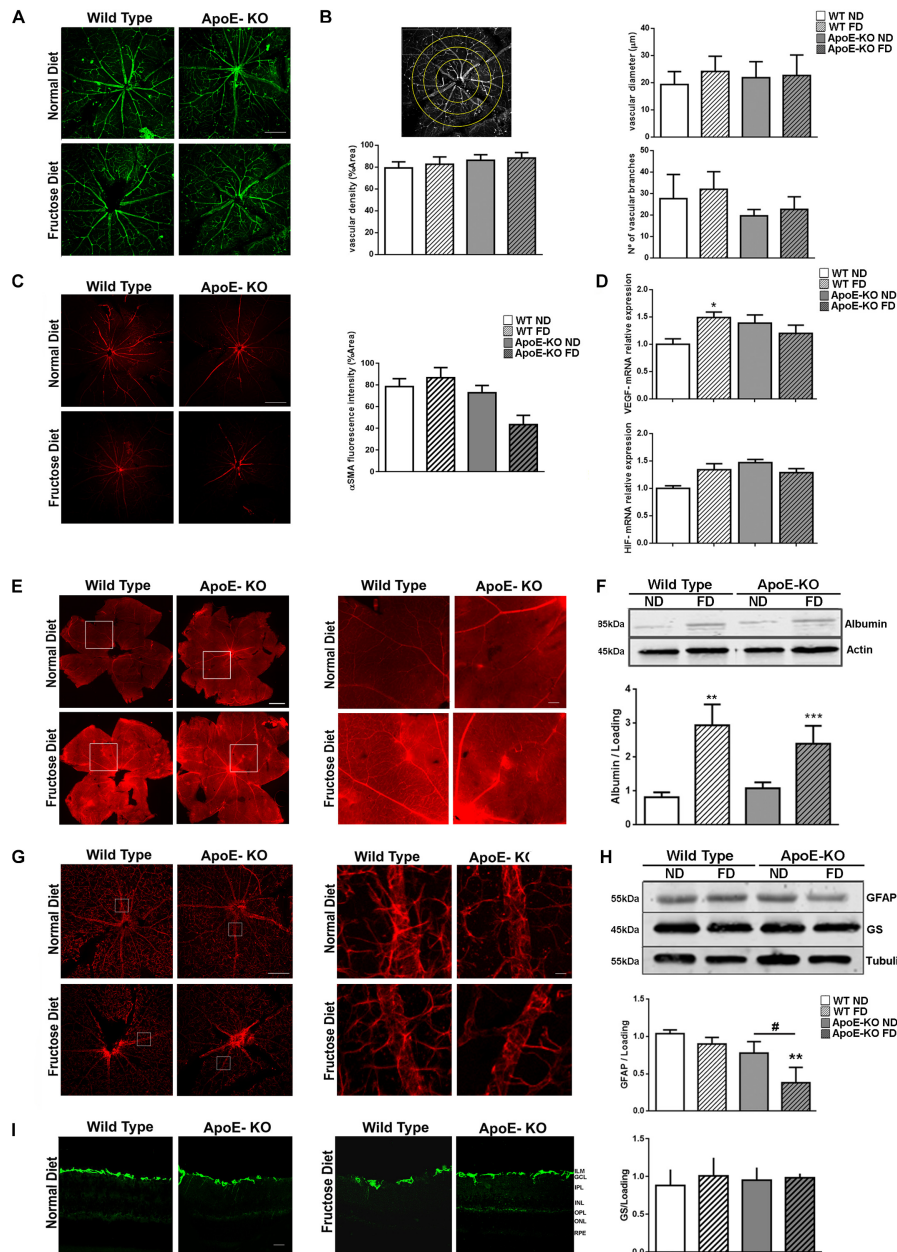 A
Wild Type
ApoE- KO
Normal Diet
Fructose Diet
B
vascular density (%Area)
100
80
60
40
20
0
vascular diameter (μm)
40
30
20
10
0
WT ND
WT FD
ApoE-KO ND
ApoE-KO FD
Nº of vascular branches
50
40
30
20
10
0
C
Wild Type
ApoE- KO
Normal Diet
Fructose Diet
αSMA fluorescence intensity (%Area)
100
80
60
40
20
0
WT ND
WT FD
ApoE-KO ND
ApoE-KO FD
D
WT ND
WT FD
ApoE-KO ND
ApoE-KO FD
VEGF- mRNA relative expression
2.0
1.5
1.0
0.5
0.0
*
HIF- mRNA relative expression
2.0
1.5
1.0
0.5
0.0
E
Wild Type
ApoE- KO
Normal Diet
Fructose Diet
Wild Type
ApoE- KO
Normal Diet
Fructose Diet
F
Wild Type
ApoE-KO
ND
FD
ND
FD
Albumin
45kDa
Actin
Albumin / Loading
4
3
2
1
0
**
***
G
Wild Type
ApoE- KO
Normal Diet
Fructose Diet
Wild Type
ApoE- K(
Normal Diet
Fructose Diet
H
Wild Type
ApoE-KO
ND
FD
ND
FD
55kDa
GFAP
45kDa
GS
55kDa
Tubuli
GFAP / Loading
1.5
1.0
0.5
0.0
#
**
WT ND
WT FD
ApoE-KO ND
ApoE-KO FD
GS/Loading
1.5
1.0
0.5
0.0
I
Wild Type
ApoE- KO
Normal Diet
Wild Type
ApoE- KO
Fructose Diet
ILM
GCL
IPL
INL
OPL
ONL
RPE